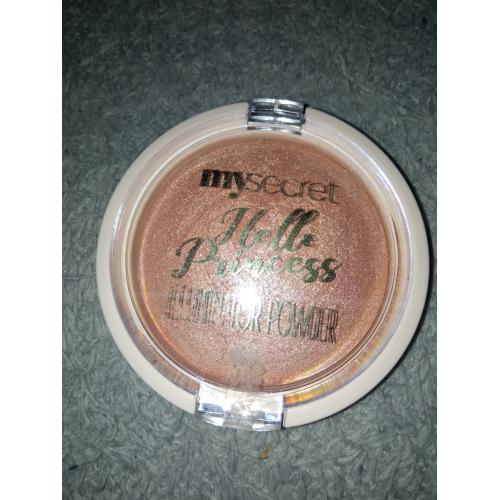 mysecret
Hello
Princess
ILLUMINATOR POWDER